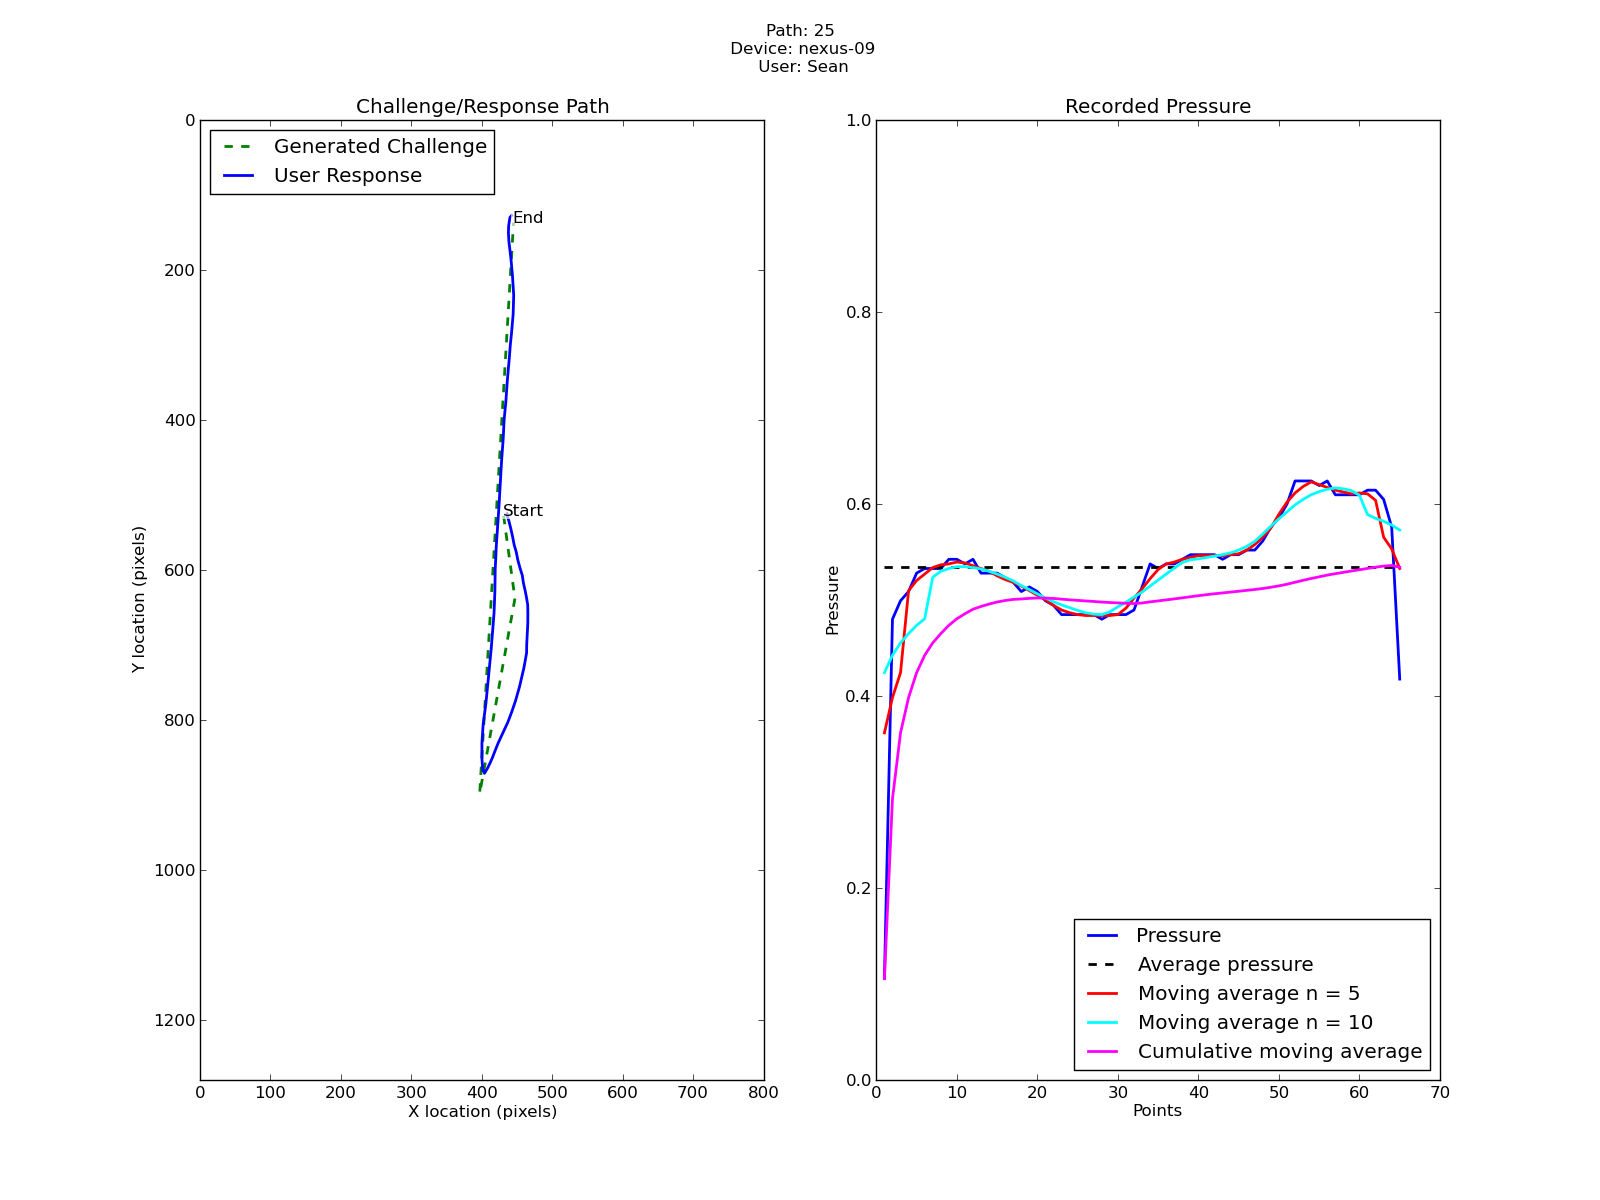 Path: 25
Device: nexus-09
User: Sean
Challenge/Response Path
Generated Challenge
User Response
End
Start
0
200
400
600
800
1000
1200
Y location (pixels)
0 100 200 300 400 500 600 700 800
X location (pixels)
Recorded Pressure
1.0
0.8
0.6
0.4
0.2
0.0
Pressure
Pressure
Average pressure
Moving average n = 5
Moving average n = 10
Cumulative moving average
0 10 20 30 40 50 60 70
Points